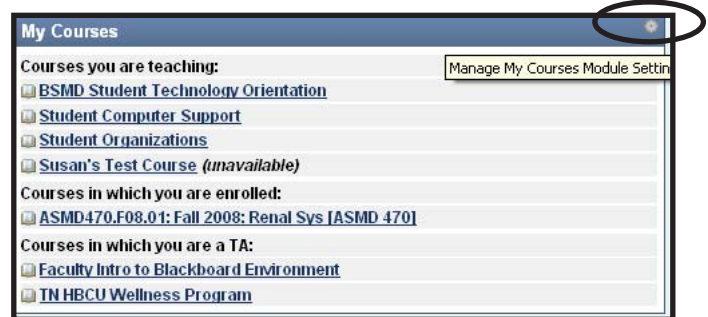 My Courses
Courses you are teaching:
Manage My Courses Module Settin
BSMD Student Technology Orientation
Student Computer Support
Student Organizations
Susan's Test Course (unavailable)
Courses in which you are enrolled:
ASMD470.F08.01: Fall 2008: Renal Sys [ASMD 470]
Courses in which you are a TA:
Faculty Intro to Blackboard Environment
TN HBCU Wellness Program